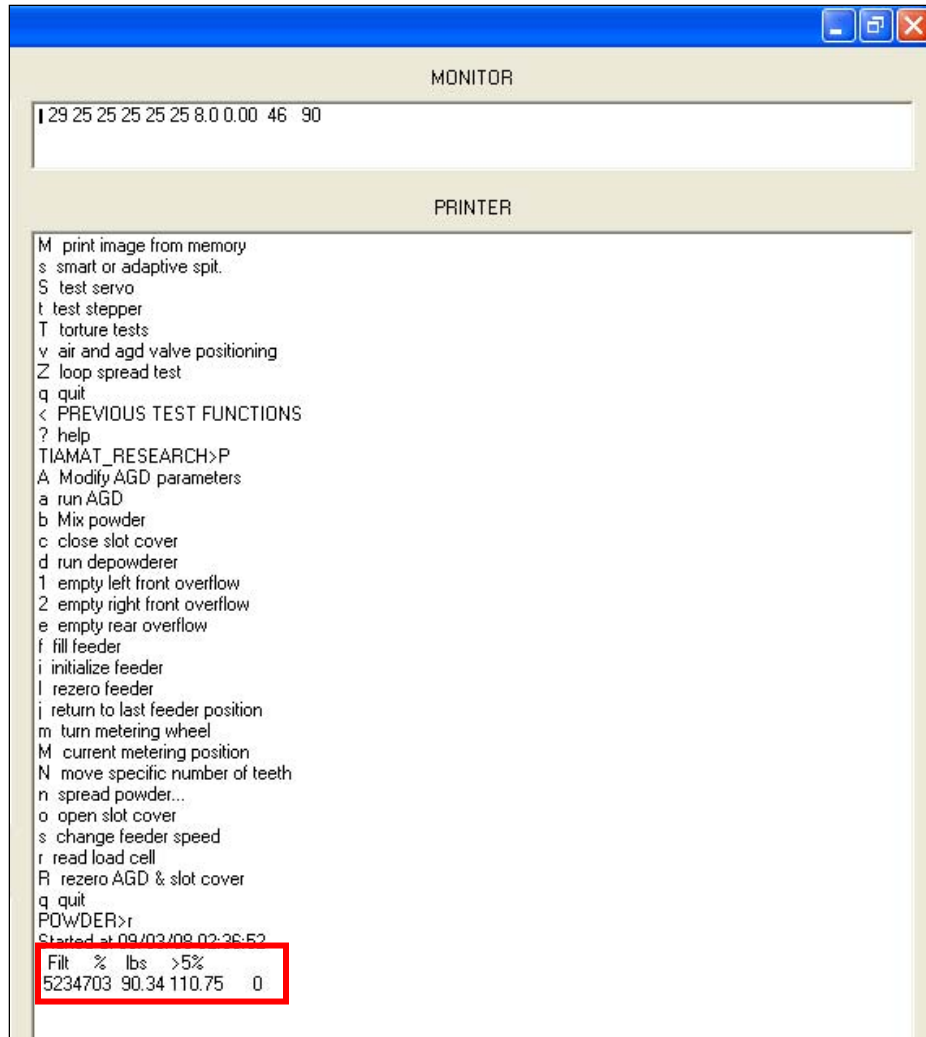 MONITOR
29 25 25 25 25 25 8.0 0.00 46 90
PRINTER
M print image from memory
s smart or adaptive spit.
S test servo
t test stepper
T torture tests
v air and agd valve positioning
Z loop spread test
q quit
< PREVIOUS TEST FUNCTIONS
? help
TIAMAT_RESEARCH>P
A Modify AGD parameters
a run AGD
b Mix powder
c close slot cover
d run depowderer
1 empty left front overflow
2 empty right front overflow
e empty rear overflow
f fill feeder
i initialize feeder
I rezero feeder
j return to last feeder position
m turn metering wheel
M current metering position
N move specific number of teeth
n spread powder...
o open slot cover
s change feeder speed
r read load cell
R rezero AGD & slot cover
q quit
POWDER>r
Started at 09/03/08 02:36:52
Filt % lbs >5%
5234703 90.34 110.75 0